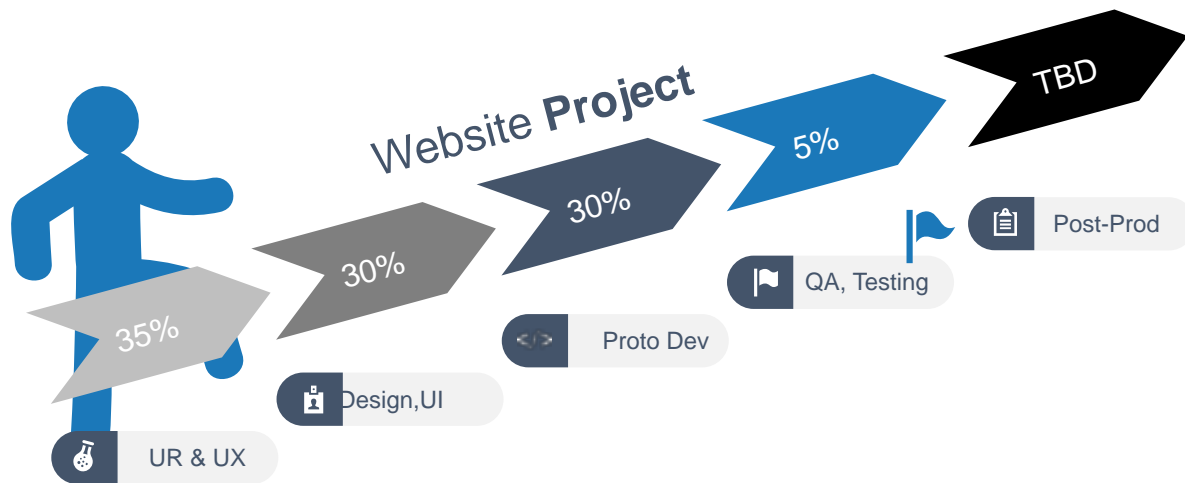 Website Project
35%
30%
30%
5%
TBD
UR & UX
Design,UI
</>
Proto Dev
QA, Testing
Post-Prod